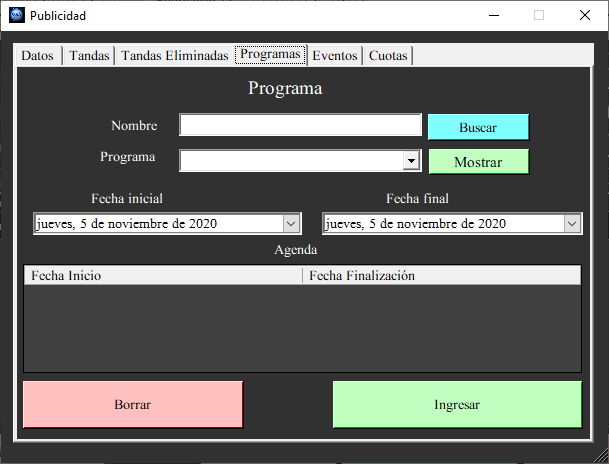 Publicidad
Datos Tandas Tandas Eliminadas Programas Eventos Cuotas
Programa
Nombre Buscar
Programa Mostrar
Fecha inicial Fecha final
jueves, 5 de noviembre de 2020 jueves, 5 de noviembre de 2020
Agenda
Fecha Inicio Fecha Finalización
Borrar Ingresar